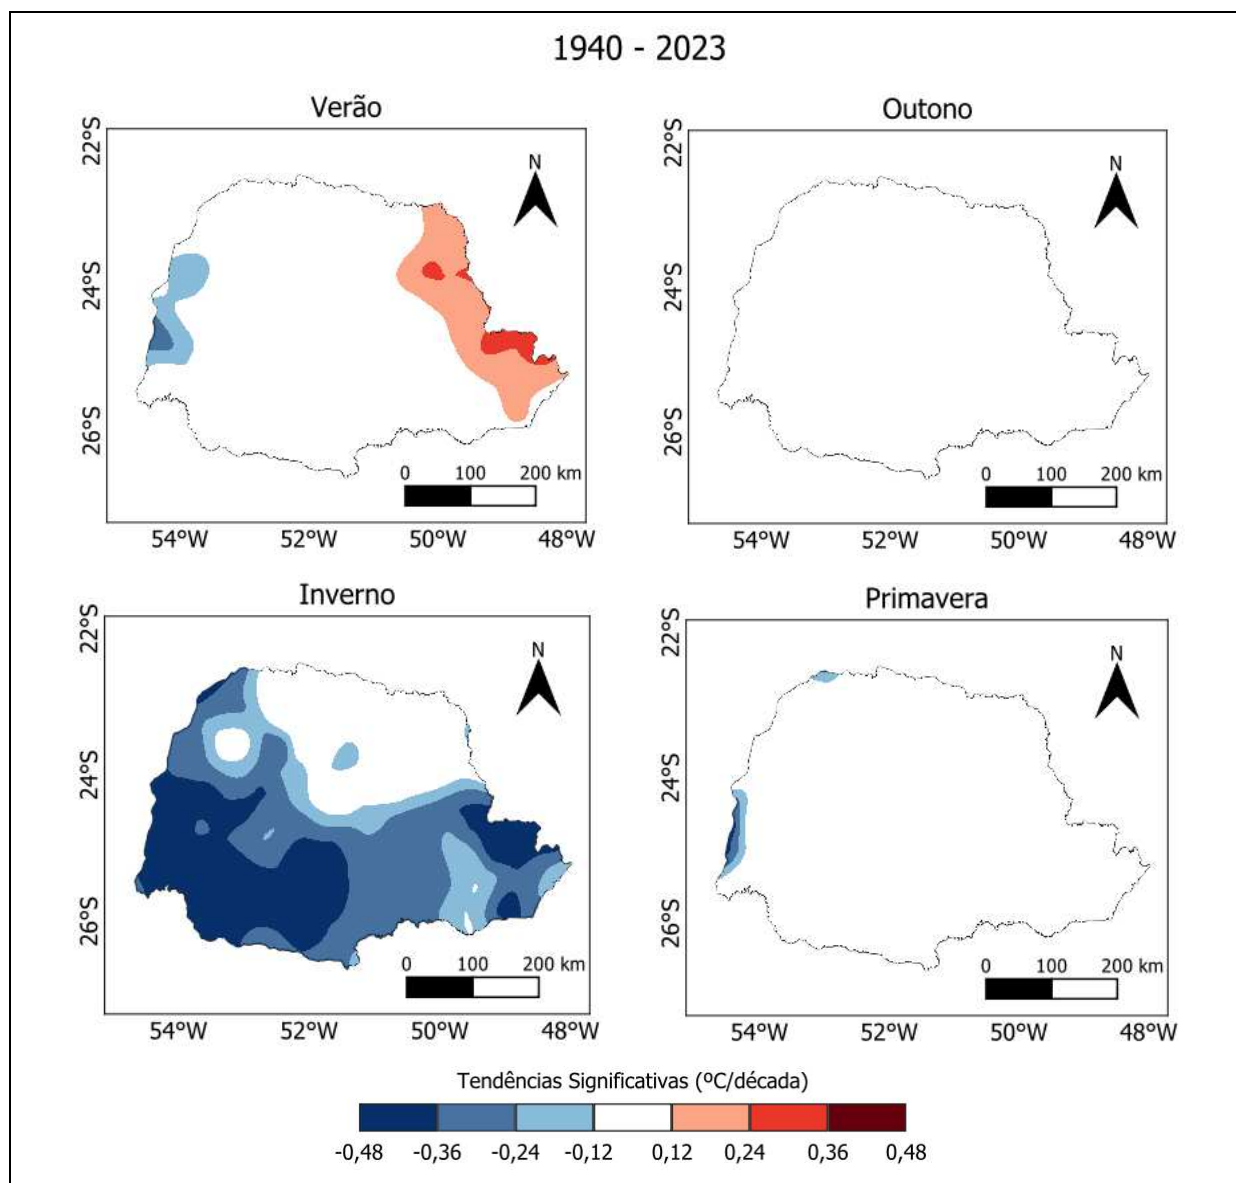 1940 - 2023
Verão
Outono
22°S
24°S
26°S
N
0 100 200 km
54°W 52°W 50°W 48°W
22°S
24°S
26°S
N
0 100 200 km
54°W 52°W 50°W 48°W
Inverno
Primavera
22°S
24°S
26°S
N
0 100 200 km
54°W 52°W 50°W 48°W
22°S
24°S
26°S
N
0 100 200 km
54°W 52°W 50°W 48°W
Tendências Significativas (ºC/década)
-0,48 -0,36 -0,24 -0,12 0,12 0,24 0,36 0,48